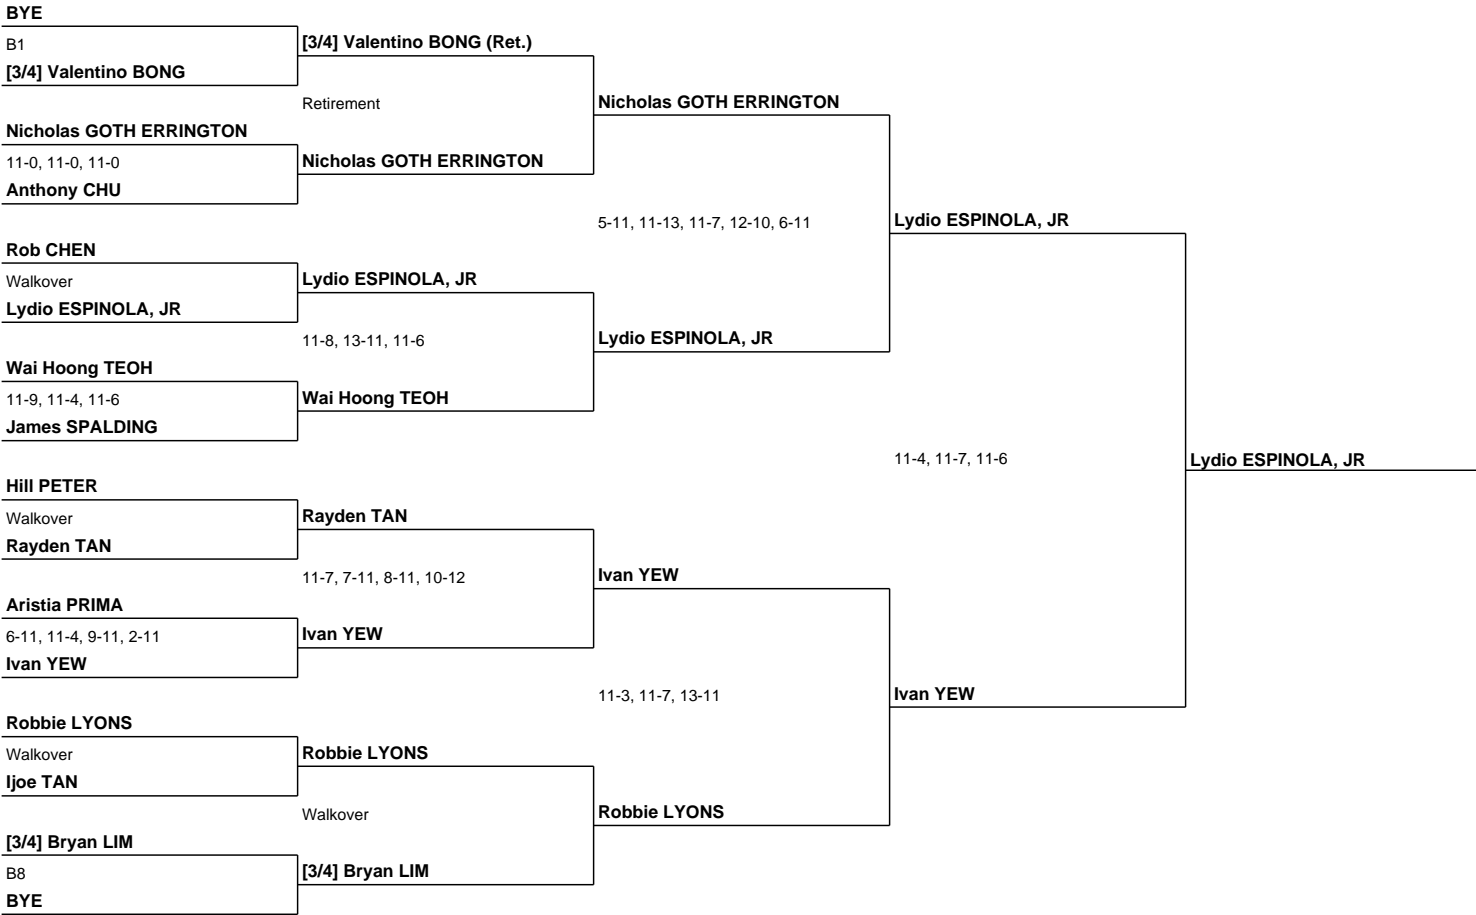 BYE
B1
[3/4] Valentino BONG
[3/4] Valentino BONG (Ret.)
Retirement
Nicholas GOTH ERRINGTON
Nicholas GOTH ERRINGTON
11-0, 11-0, 11-0
Anthony CHU
Nicholas GOTH ERRINGTON
5-11, 11-13, 11-7, 12-10, 6-11
Lydio ESPINOLA, JR
Rob CHEN
Walkover
Lydio ESPINOLA, JR
Lydio ESPINOLA, JR
11-8, 13-11, 11-6
Lydio ESPINOLA, JR
Wai Hoong TEOH
11-9, 11-4, 11-6
James SPALDING
Wai Hoong TEOH
11-4, 11-7, 11-6
Lydio ESPINOLA, JR
Hill PETER
Walkover
Rayden TAN
Rayden TAN
11-7, 7-11, 8-11, 10-12
Ivan YEW
Aristia PRIMA
6-11, 11-4, 9-11, 2-11
Ivan YEW
Ivan YEW
11-3, 11-7, 13-11
Ivan YEW
Robbie LYONS
Walkover
Ijoe TAN
Robbie LYONS
Walkover
Robbie LYONS
[3/4] Bryan LIM
B8
BYE
[3/4] Bryan LIM